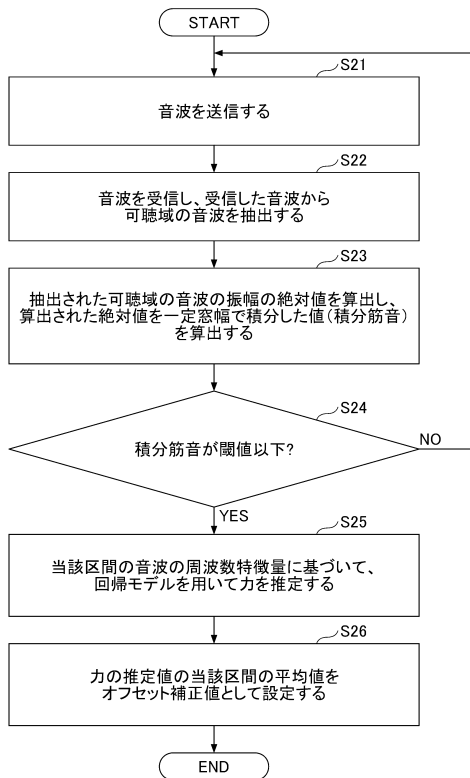 START
S21
音波を送信する
S22
音波を受信し、受信した音波から
可聴域の音波を抽出する
S23
抽出された可聴域の音波の振幅の絶対値を算出し、
算出された絶対値を一定窓幅で積分した値(積分筋音)
を算出する
S24
積分筋音が閾値以下?
NO
YES
S25
当該区間の音波の周波数特徴量に基づいて、
回帰モデルを用いて力を推定する
S26
力の推定値の当該区間の平均値を
オフセット補正値として設定する
END